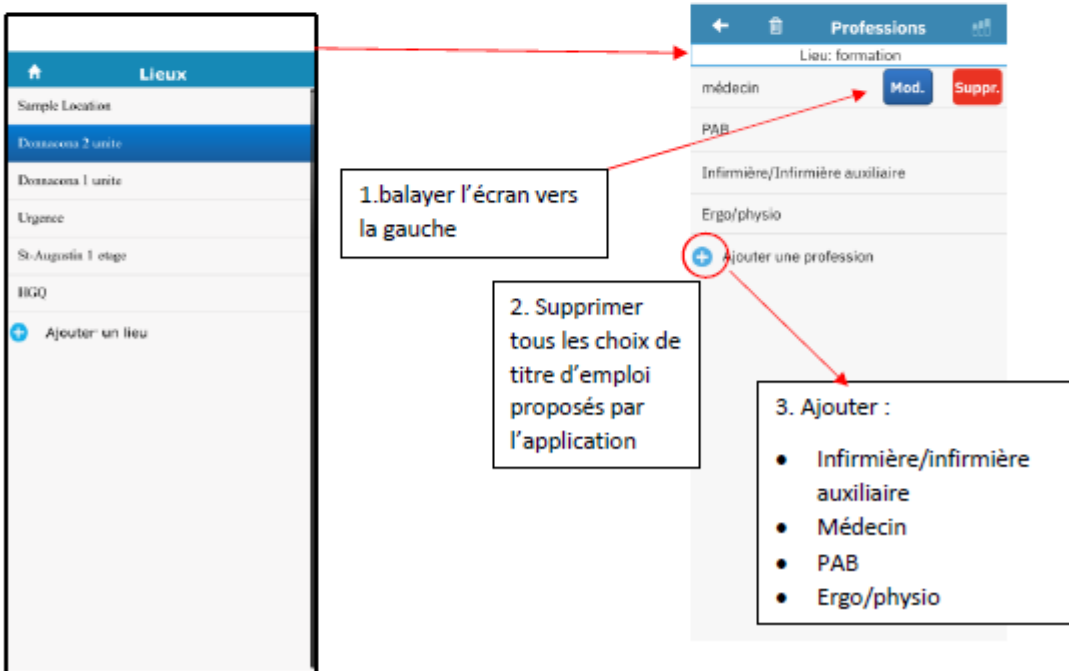 Lieux
Sample Location
Donnacona 2 unite
Donnacona 1 unite
Urgence
St-Augustin 1 etage
HGQ
Ajouter un lieu
1.balayer l'écran vers
la gauche
2. Supprimer
tous les choix de
titre d'emploi
proposés par
l'application
Professions
Lieu: formation
médecin
Mod.
Suppr.
PAB
Infirmière/Infirmière auxiliaire
Ergo/physio
Ajouter une profession
3. Ajouter :
• Infirmière/infirmière
auxiliaire
• Médecin
• PAB
• Ergo/physio